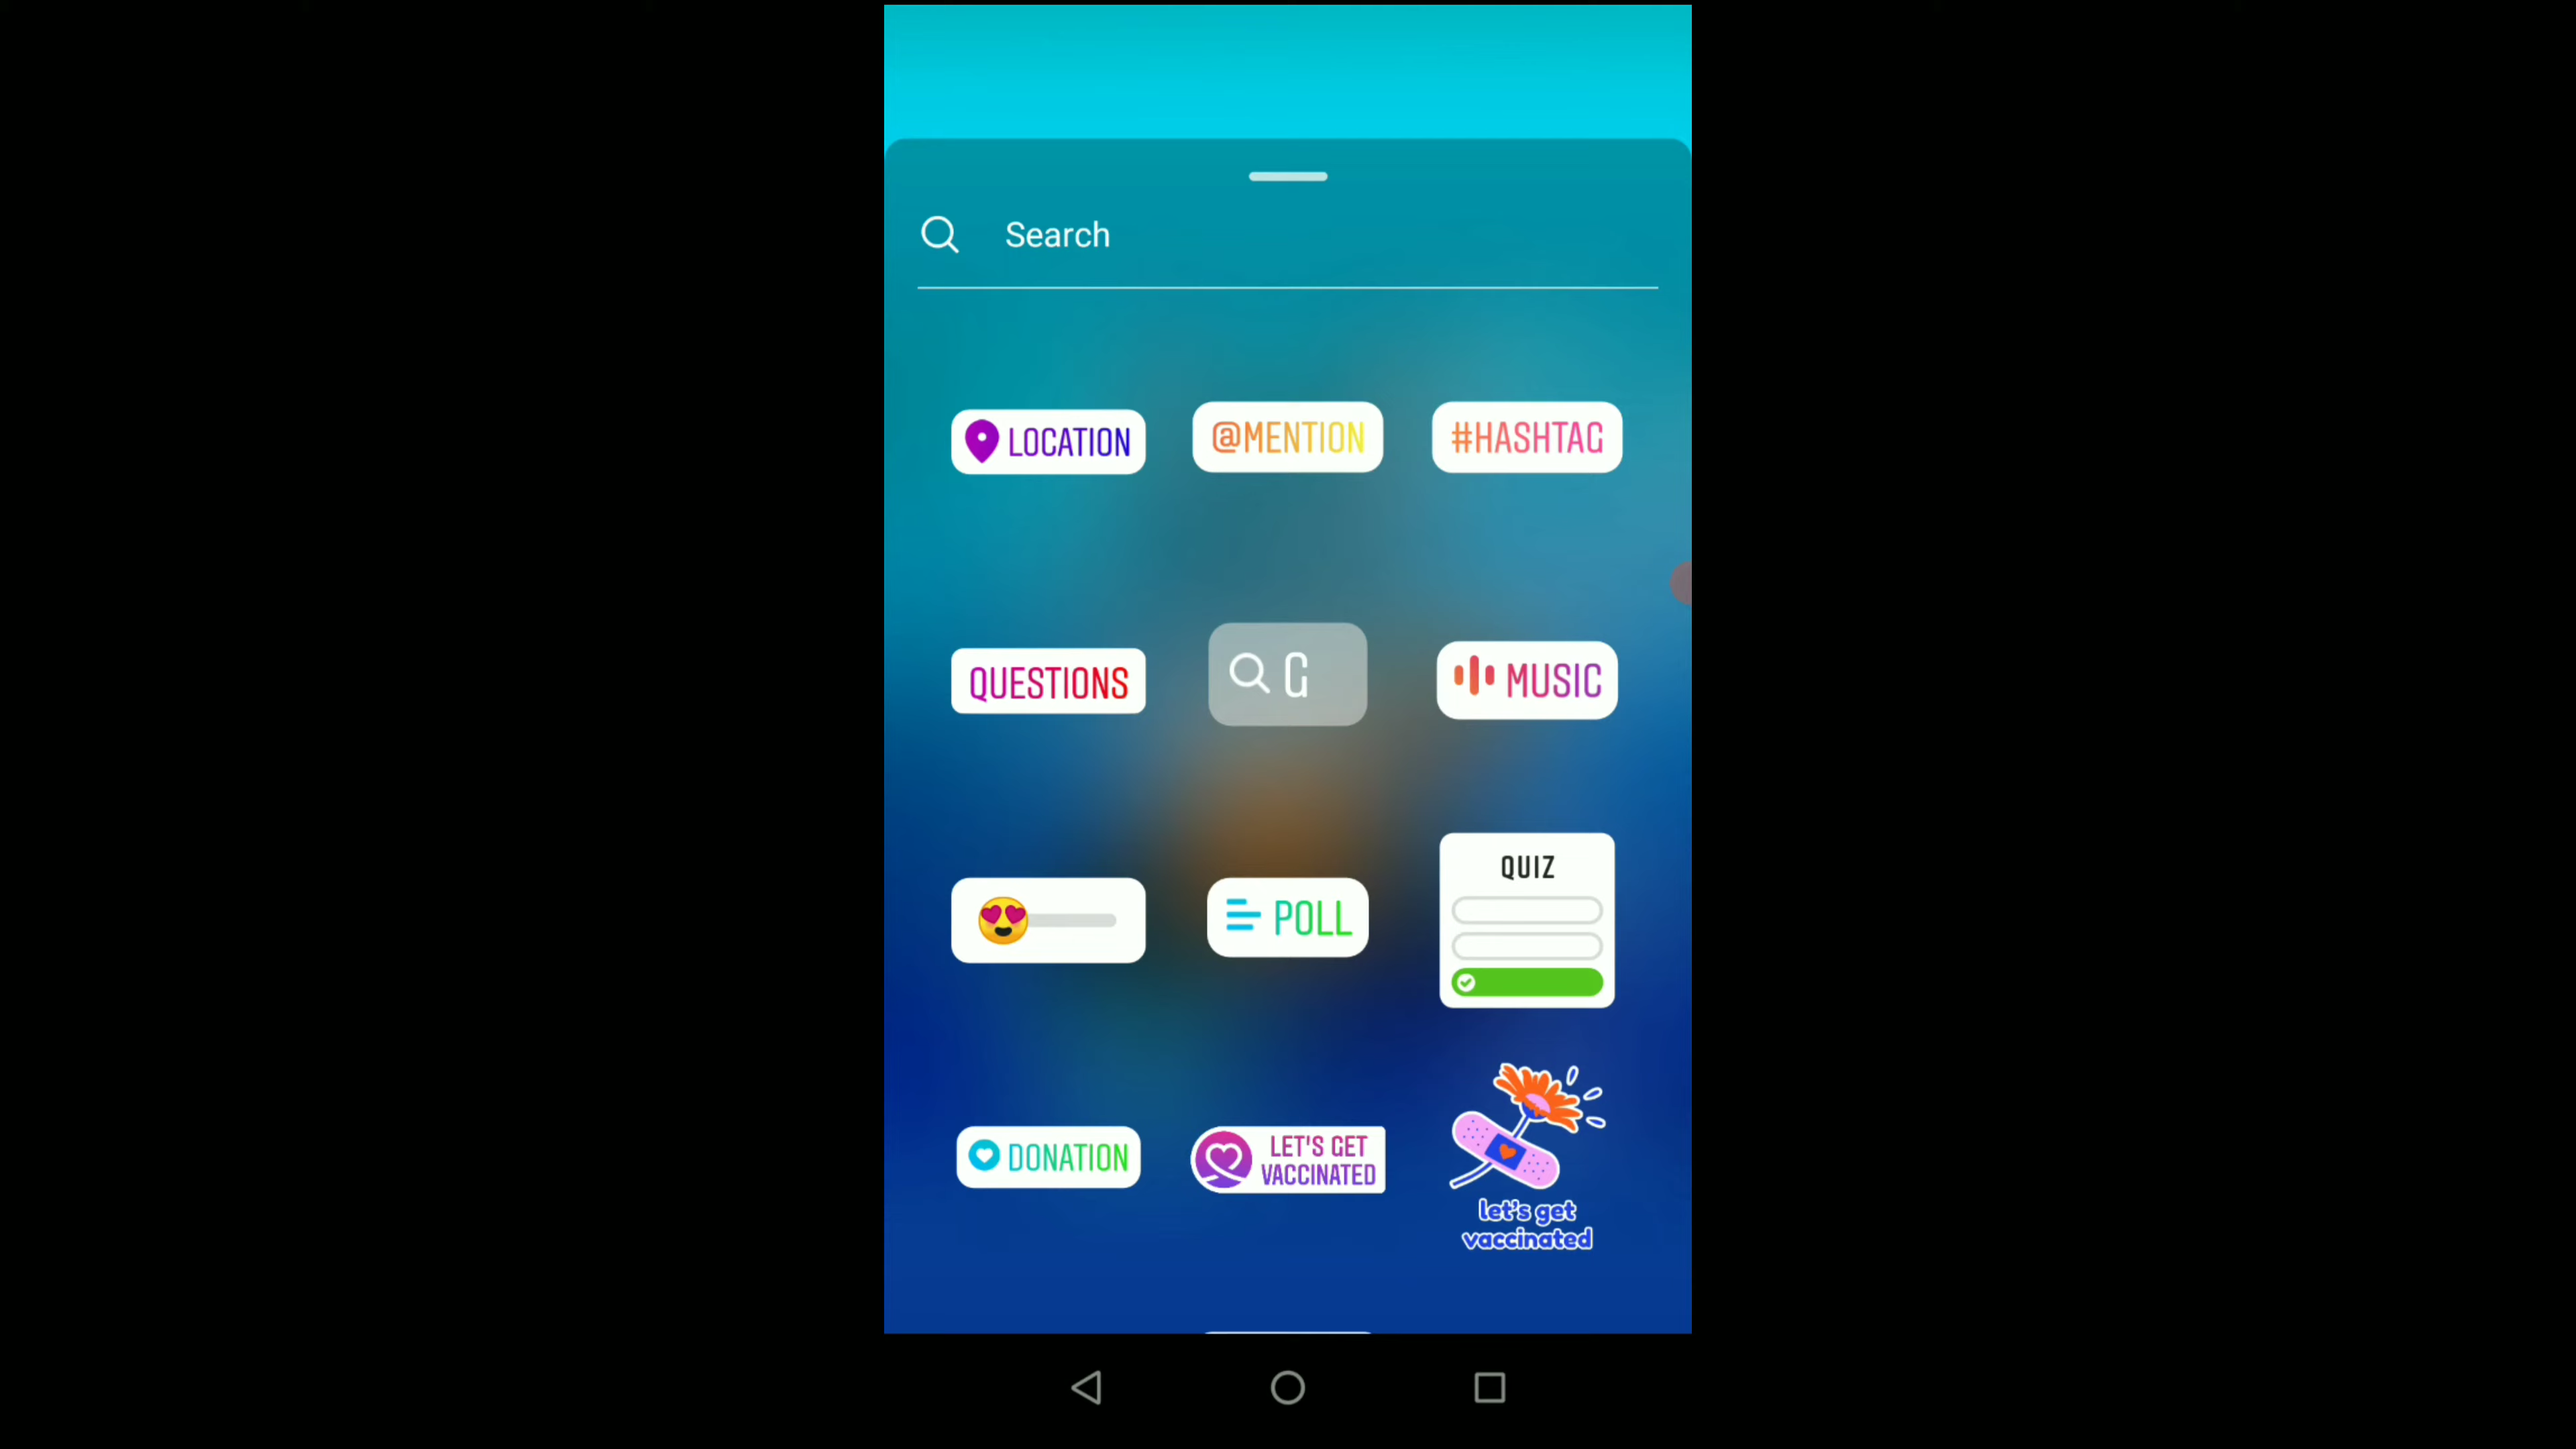 Search
LOCATION
@MENTION
#HASHTAG
QUESTIONS
G
MUSIC
POLL
QUIZ
DONATION
LET'S GET
VACCINATED
let's get
vaccinated